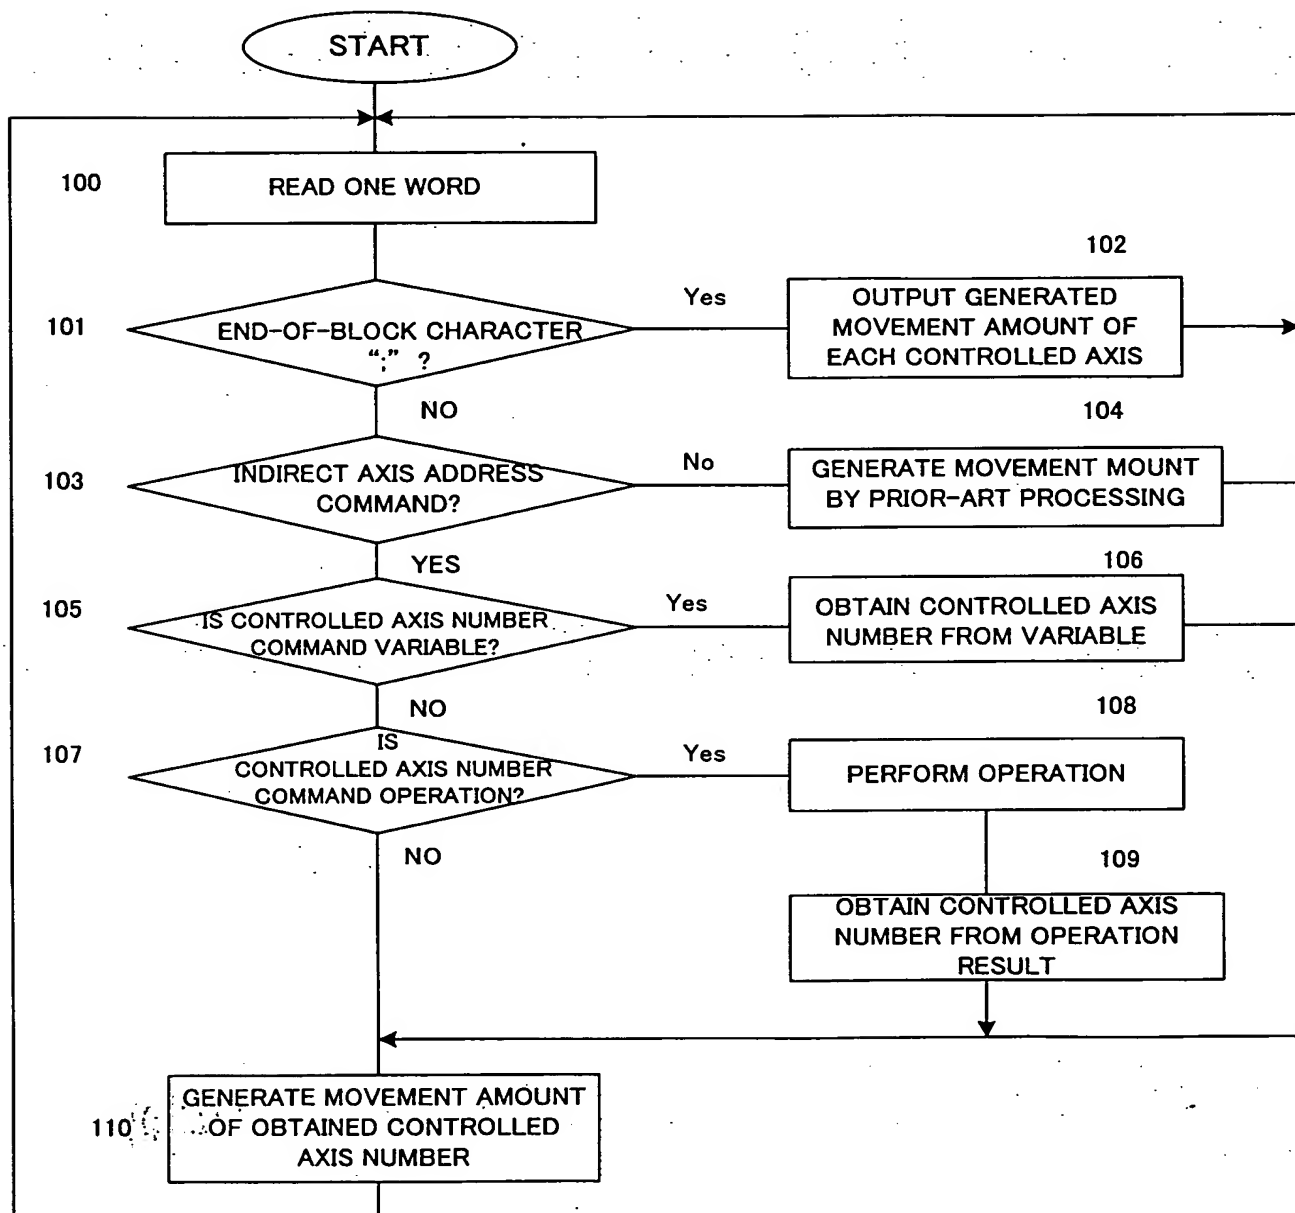 START
100
READ ONE WORD
102
101
END-OF-BLOCK CHARACTER
“;” ?
Yes
OUTPUT GENERATED
MOVEMENT AMOUNT OF
EACH CONTROLLED AXIS
NO
104
103
INDIRECT AXIS ADDRESS
COMMAND?
No
GENERATE MOVEMENT MOUNT
BY PRIOR-ART PROCESSING
YES
106
105
IS CONTROLLED AXIS NUMBER
COMMAND VARIABLE?
Yes
OBTAIN CONTROLLED AXIS
NUMBER FROM VARIABLE
NO
108
107
IS
CONTROLLED AXIS NUMBER
COMMAND OPERATION?
Yes
PERFORM OPERATION
NO
109
OBTAIN CONTROLLED AXIS
NUMBER FROM OPERATION
RESULT
110
GENERATE MOVEMENT AMOUNT
OF OBTAINED CONTROLLED
AXIS NUMBER